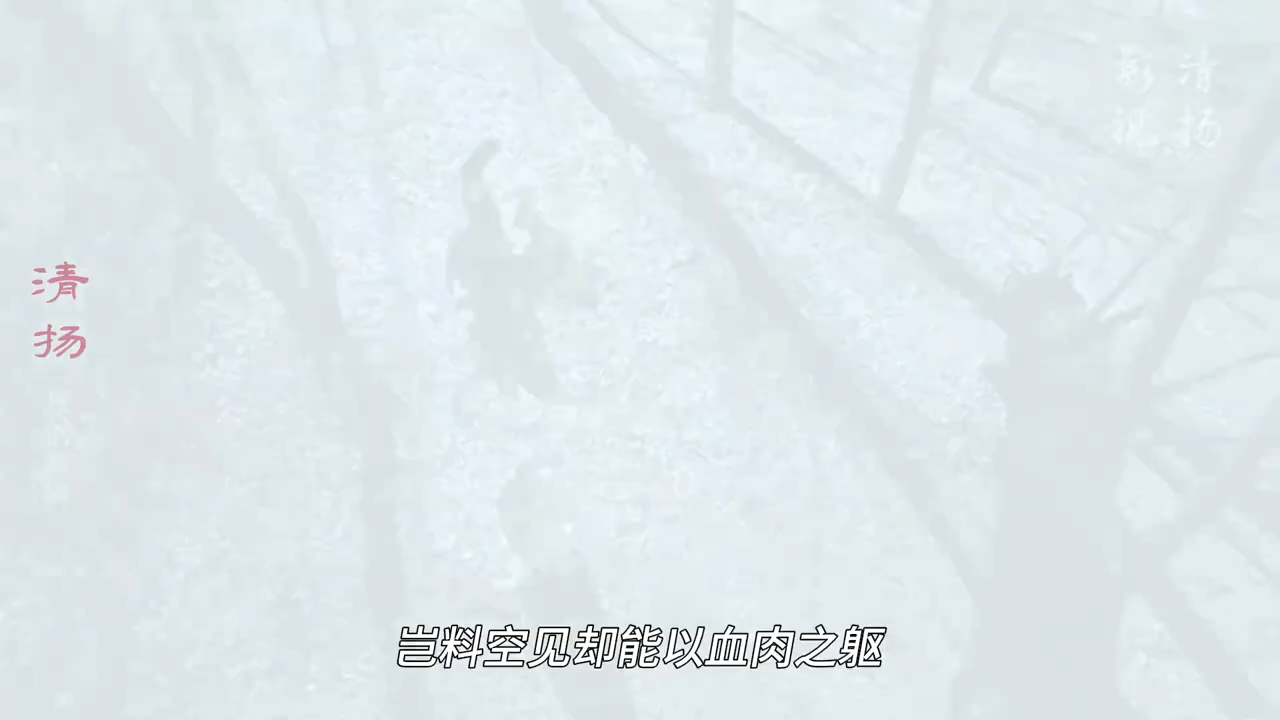 清扬
影视
清扬
岂料空见却能以血肉之躯